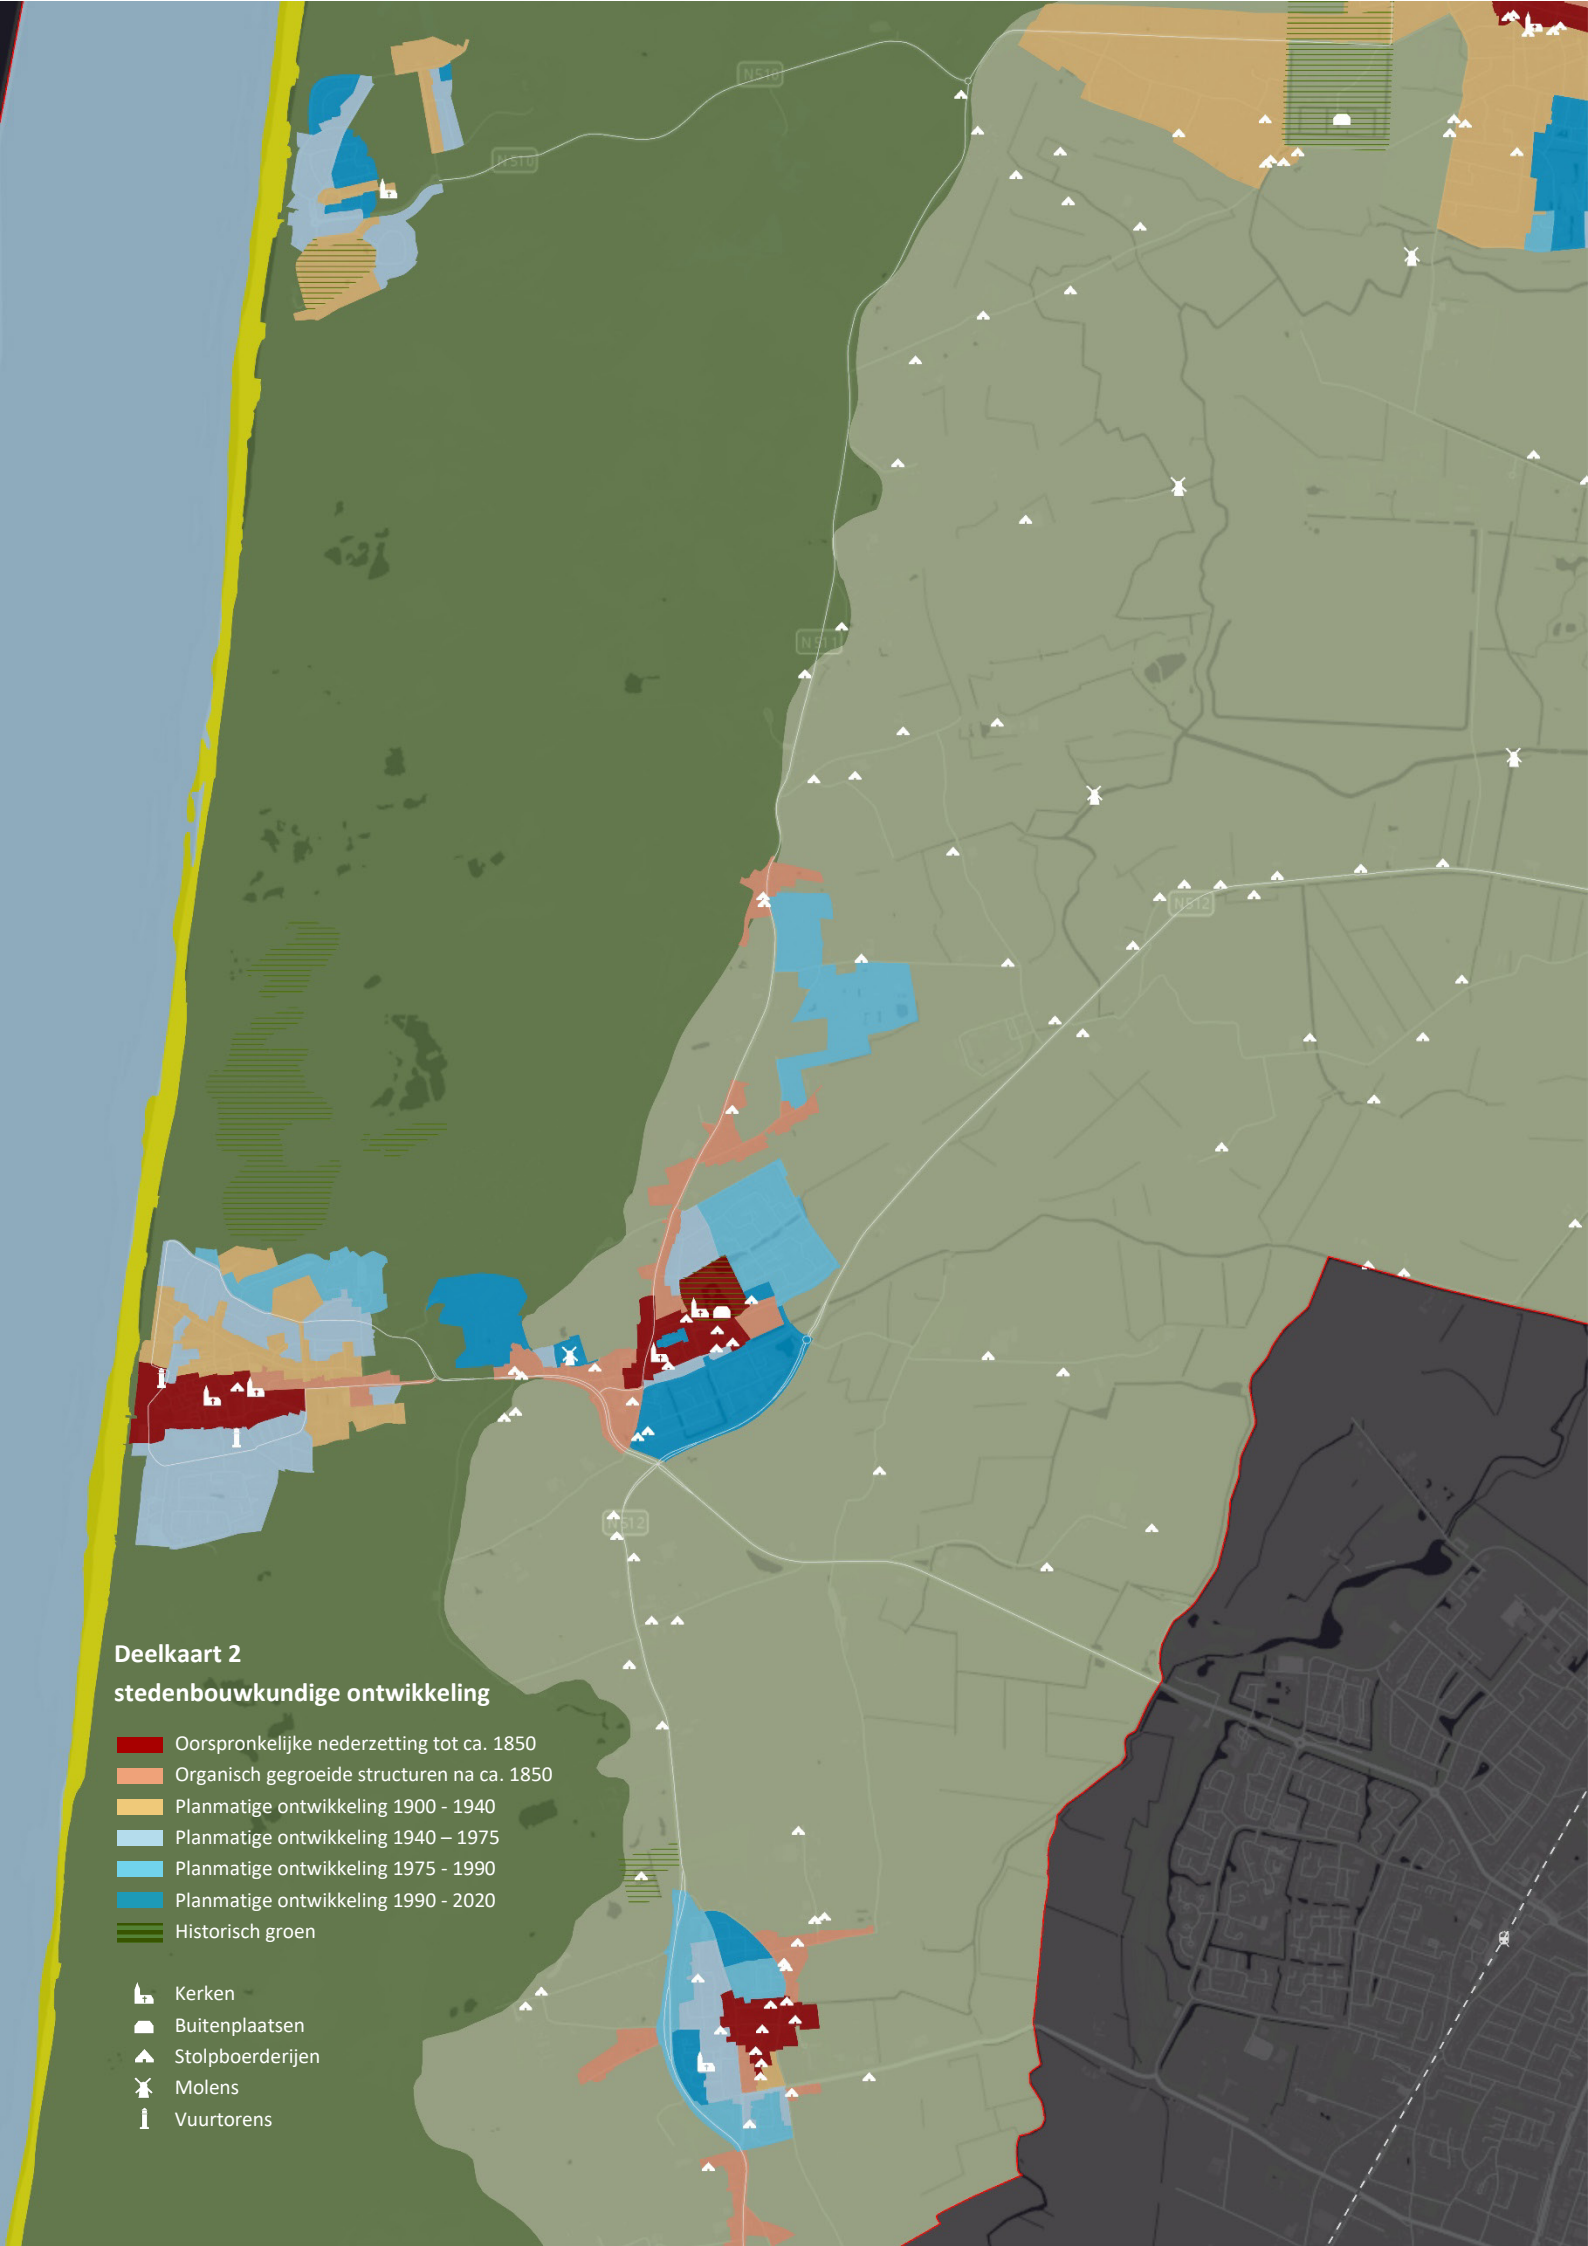 N510
N510
N511
N512
N512
Deelkaart 2
stedenbouwkundige ontwikkeling
Oorspronkelijke nederzetting tot ca. 1850
Organisch gegroeide structuren na ca. 1850
Planmatige ontwikkeling 1900 - 1940
Planmatige ontwikkeling 1940 – 1975
Planmatige ontwikkeling 1975 - 1990
Planmatige ontwikkeling 1990 - 2020
Historisch groen
Kerken
Buitenplaatsen
Stolpboerderijen
Molens
Vuurtorens